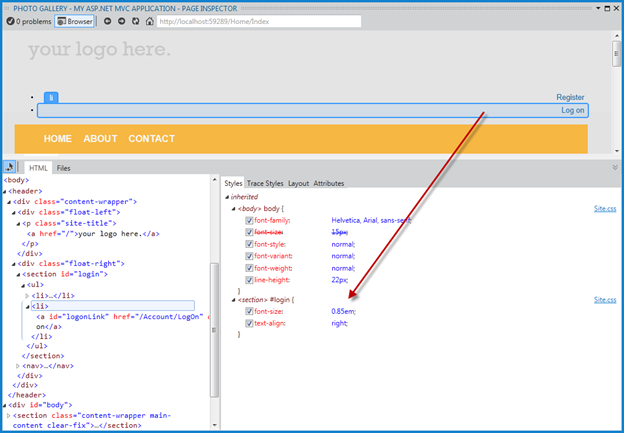 PHOTO GALLERY - MY ASP.NET MVC APPLICATION - PAGE INSPECTOR
0 problems Browser http://localhost:59289/Home/Index
your logo here.
li
Register
Log on
HOME ABOUT CONTACT
HTML Files
<body>
<header>
<div class="content-wrapper">
<div class="float-left">
<p class="site-title">
<a href="/">your logo here.</a>
</p>
</div>
<div class="float-right">
<section id="login">
<ul>
<li>...</li>
<li>
<a id="logonLink" href="/Account/LogOn"
on</a>
</li>
</ul>
</section>
<nav>...</nav>
</div>
</div>
</header>
<div id="body">
<section class="content-wrapper main-
content clear-fix">...</section>
Styles Trace Styles Layout Attributes
inherited
<body> body { Site.css
font-family: Helvetica, Arial, sans-serif;
font-size: 15px;
font-style: normal;
font-variant: normal;
font-weight: normal;
line-height: 22px;
}
<section> #login { Site.css
font-size: 0.85em;
text-align: right;
}